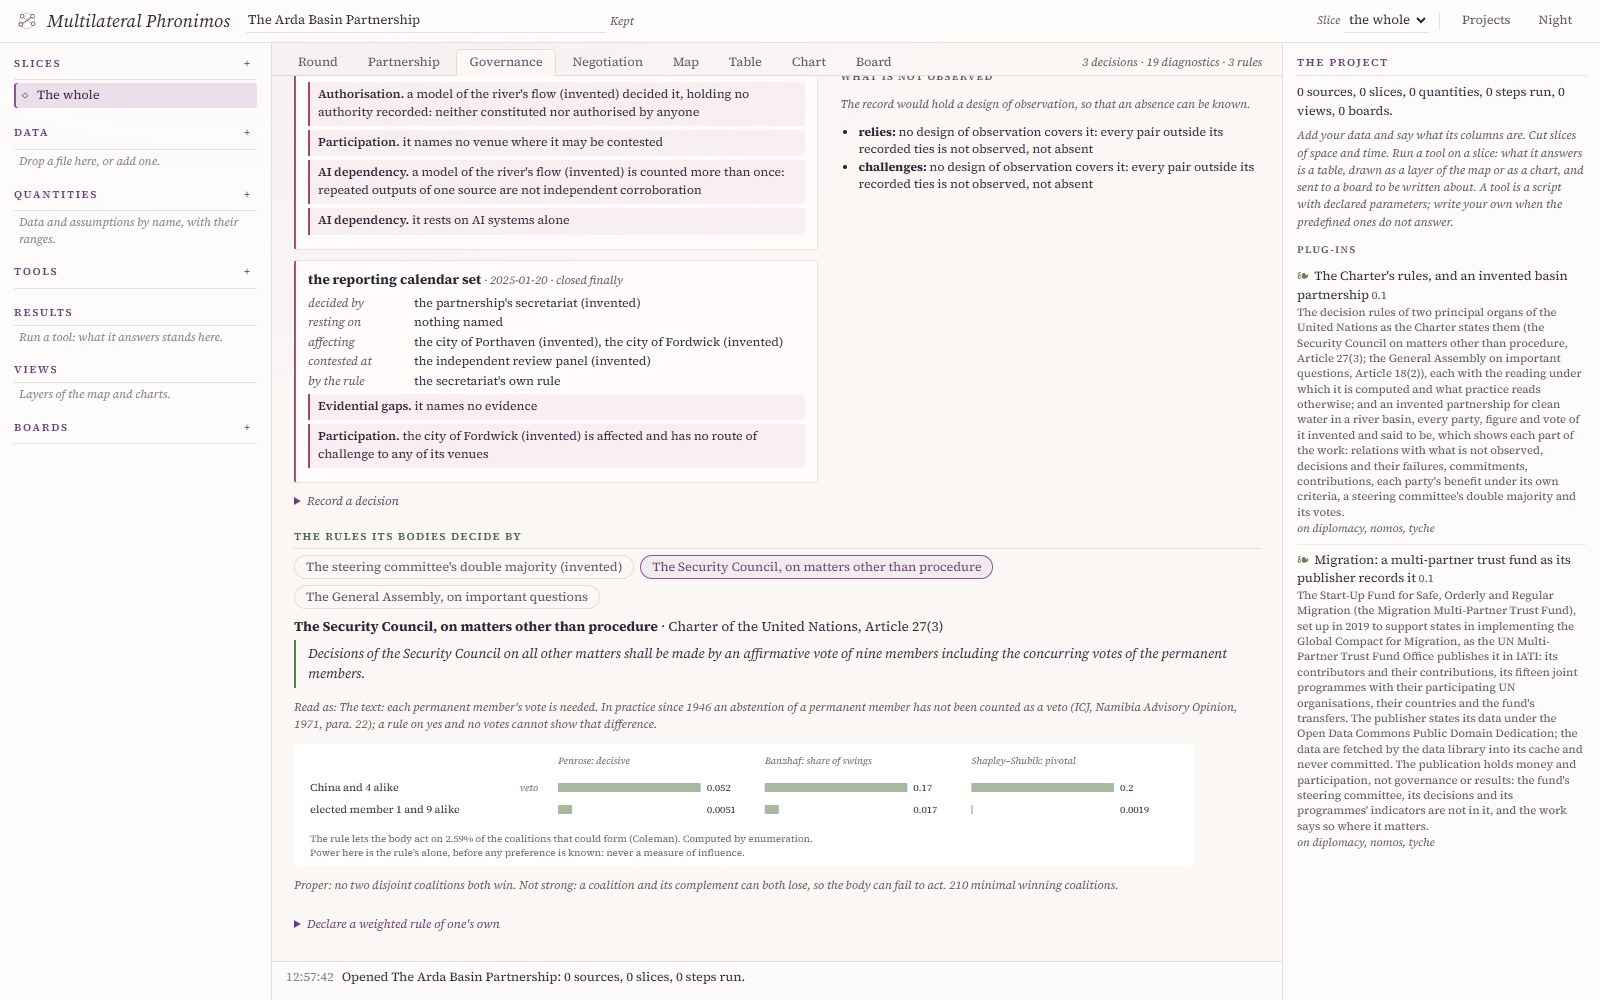 Multilateral Phronimos
The Arda Basin Partnership
Kept
Slice the whole
Projects
Night
SLICES +
The whole
DATA +
Drop a file here, or add one.
QUANTITIES +
Data and assumptions by name, with their
ranges.
TOOLS +
RESULTS
Run a tool: what it answers stands here.
VIEWS
Layers of the map and charts.
BOARDS +
Round Partnership Governance Negotiation Map Table Chart Board
3 decisions · 19 diagnostics · 3 rules
Authorisation. a model of the river's flow (invented) decided it, holding no
authority recorded: neither constituted nor authorised by anyone
Participation. it names no venue where it may be contested
AI dependency. a model of the river's flow (invented) is counted more than once:
repeated outputs of one source are not independent corroboration
AI dependency. it rests on AI systems alone
the reporting calendar set · 2025-01-20 · closed finally
decided by the partnership's secretariat (invented)
resting on nothing named
affecting the city of Porthaven (invented), the city of Fordwick (invented)
contested at the independent review panel (invented)
by the rule the secretariat's own rule
Evidential gaps. it names no evidence
Participation. the city of Fordwick (invented) is affected and has no route of
challenge to any of its venues
Record a decision
WHAT IS NOT OBSERVED
The record would hold a design of observation, so that an absence can be known.
• relies: no design of observation covers it: every pair outside its
recorded ties is not observed, not absent
• challenges: no design of observation covers it: every pair outside its
recorded ties is not observed, not absent
THE RULES ITS BODIES DECIDE BY
The steering committee's double majority (invented)
The Security Council, on matters other than procedure
The General Assembly, on important questions
The Security Council, on matters other than procedure · Charter of the United Nations, Article 27(3)
Decisions of the Security Council on all other matters shall be made by an affirmative vote of nine members including the concurring votes of the permanent
members.
Read as: The text: each permanent member's vote is needed. In practice since 1946 an abstention of a permanent member has not been counted as a veto (ICJ, Namibia Advisory Opinion,
1971, para. 22); a rule on yes and no votes cannot show that difference.
Penrose: decisive Banzhaf: share of swings Shapley–Shubik: pivotal
China and 4 alike veto 0.052 0.17 0.2
elected member 1 and 9 alike 0.0051 0.017 0.0019
The rule lets the body act on 2.59% of the coalitions that could form (Coleman). Computed by enumeration.
Power here is the rule's alone, before any preference is known: never a measure of influence.
Proper: no two disjoint coalitions both win. Not strong: a coalition and its complement can both lose, so the body can fail to act. 210 minimal winning coalitions.
Declare a weighted rule of one's own
12:57:42 Opened The Arda Basin Partnership: 0 sources, 0 slices, 0 steps run.
THE PROJECT
0 sources, 0 slices, 0 quantities, 0 steps run, 0
views, 0 boards.
Add your data and say what its columns are. Cut slices
of space and time. Run a tool on a slice: what it answers
is a table, drawn as a layer of the map or as a chart, and
sent to a board to be written about. A tool is a script
with declared parameters; write your own when the
predefined ones do not answer.
PLUG-INS
The Charter's rules, and an invented basin
partnership 0.1
The decision rules of two principal organs of the
United Nations as the Charter states them (the
Security Council on matters other than procedure,
Article 27(3); the General Assembly on important
questions, Article 18(2)), each with the reading under
which it is computed and what practice reads
otherwise; and an invented partnership for clean
water in a river basin, every party, figure and vote of
it invented and said to be, which shows each part of
the work: relations with what is not observed,
decisions and their failures, commitments,
contributions, each party's benefit under its own
criteria, a steering committee's double majority and
its votes.
on diplomacy, nomos, tyche
Migration: a multi-partner trust fund as its
publisher records it 0.1
The Start-Up Fund for Safe, Orderly and Regular
Migration (the Migration Multi-Partner Trust Fund),
set up in 2019 to support states in implementing the
Global Compact for Migration, as the UN Multi-
Partner Trust Fund Office publishes it in IATI: its
contributors and their contributions, its fifteen joint
programmes with their participating UN
organisations, their countries and the fund's
transfers. The publisher states its data under the
Open Data Commons Public Domain Dedication; the
data are fetched by the data library into its cache and
never committed. The publication holds money and
participation, not governance or results: the fund's
steering committee, its decisions and its
programmes' indicators are not in it, and the work
says so where it matters.
on diplomacy, nomos, tyche